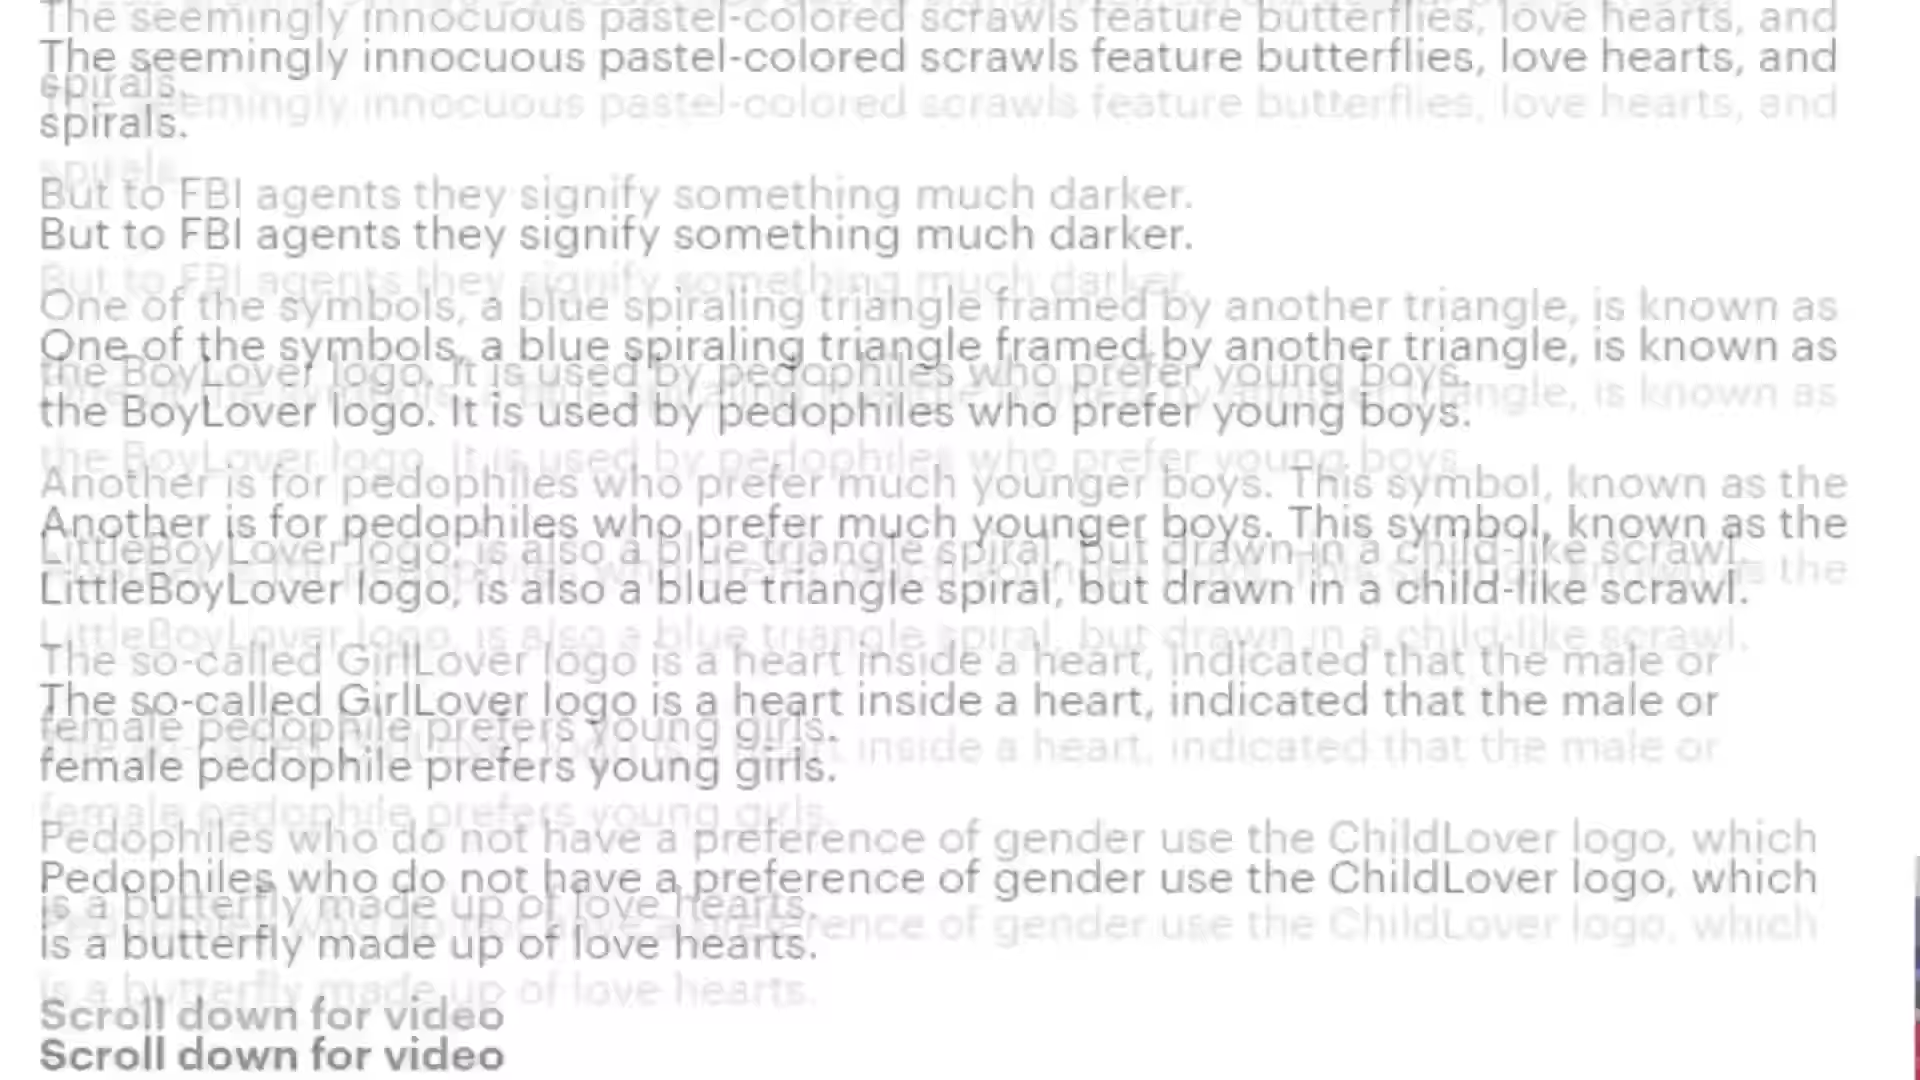 The seemingly innocuous pastel-colored scrawls feature butterflies, love hearts, and
spirals.
But to FBI agents they signify something much darker.
One of the symbols, a blue spiraling triangle framed by another triangle, is known as
the BoyLover logo. It is used by pedophiles who prefer young boys.
Another is for pedophiles who prefer much younger boys. This symbol, known as the
LittleBoyLover logo, is also a blue triangle spiral, but drawn in a child-like scrawl.
The so-called GirlLover logo is a heart inside a heart, indicated that the male or
female pedophile prefers young girls.
Pedophiles who do not have a preference of gender use the ChildLover logo, which
is a butterfly made up of love hearts.
Scroll down for video